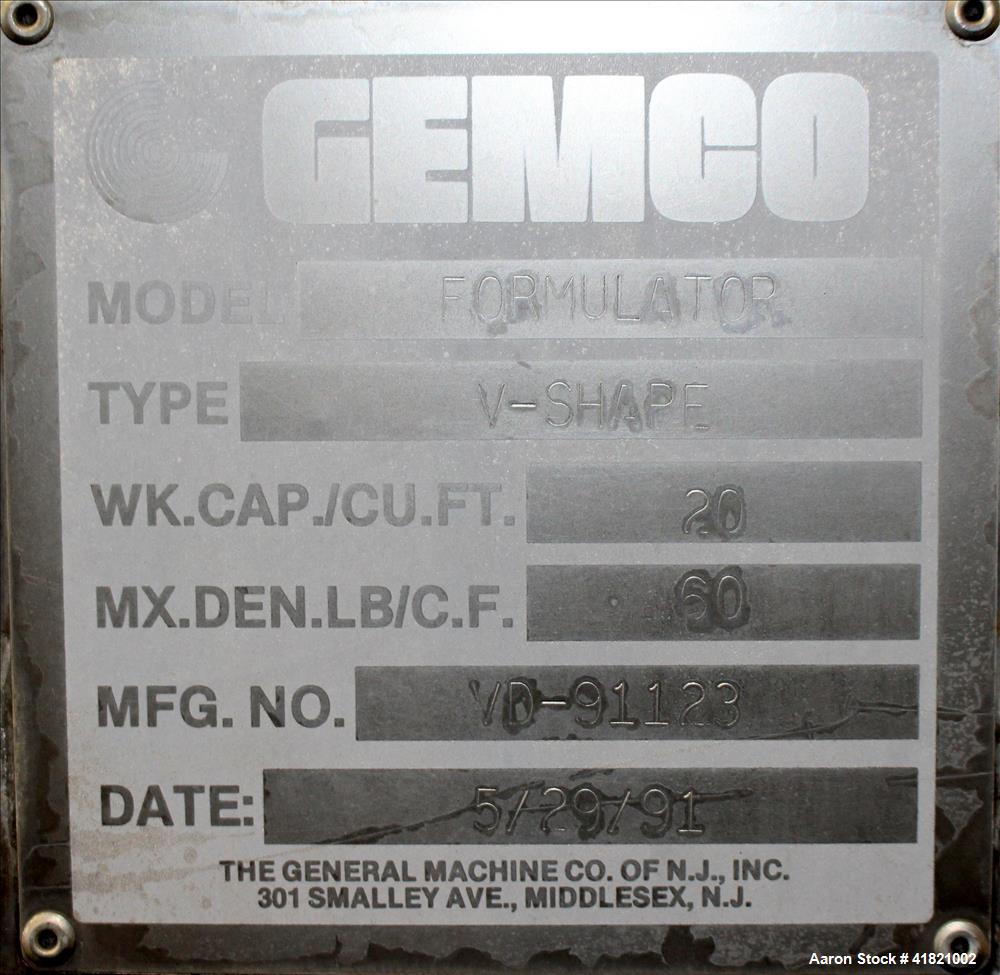 GEMCO
MODEL FORMULATOR
TYPE V-SHAPE
WK.CAP./CU.FT. 20
MX.DEN.LB/C.F. 60
MFG. NO. VD-91123
DATE: 5/29/91
THE GENERAL MACHINE CO. OF N.J., INC.
301 SMALLEY AVE., MIDDLESEX, N.J.
Aaron Stock # 41821002